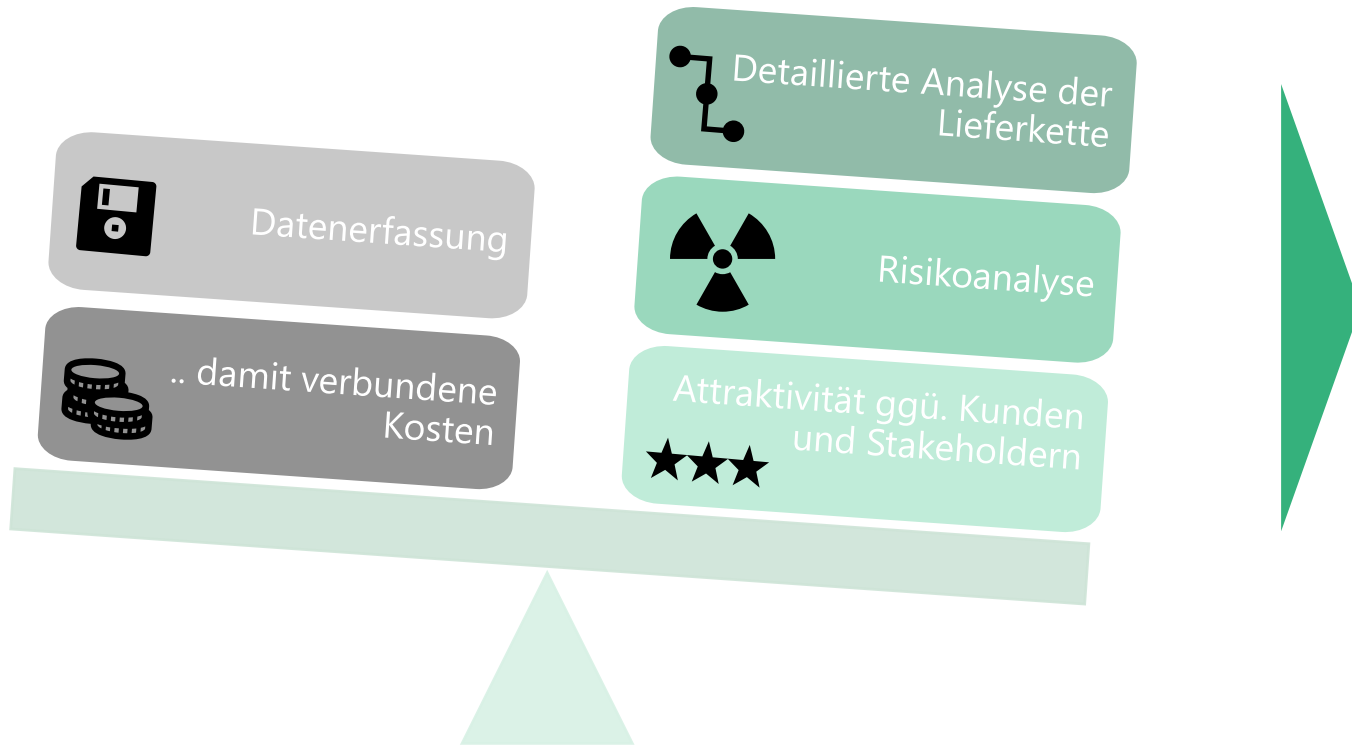 Datenerfassung
.. damit verbundene
Kosten
Detaillierte Analyse der
Lieferkette
Risikoanalyse
Attraktivität ggü. Kunden
und Stakeholdern